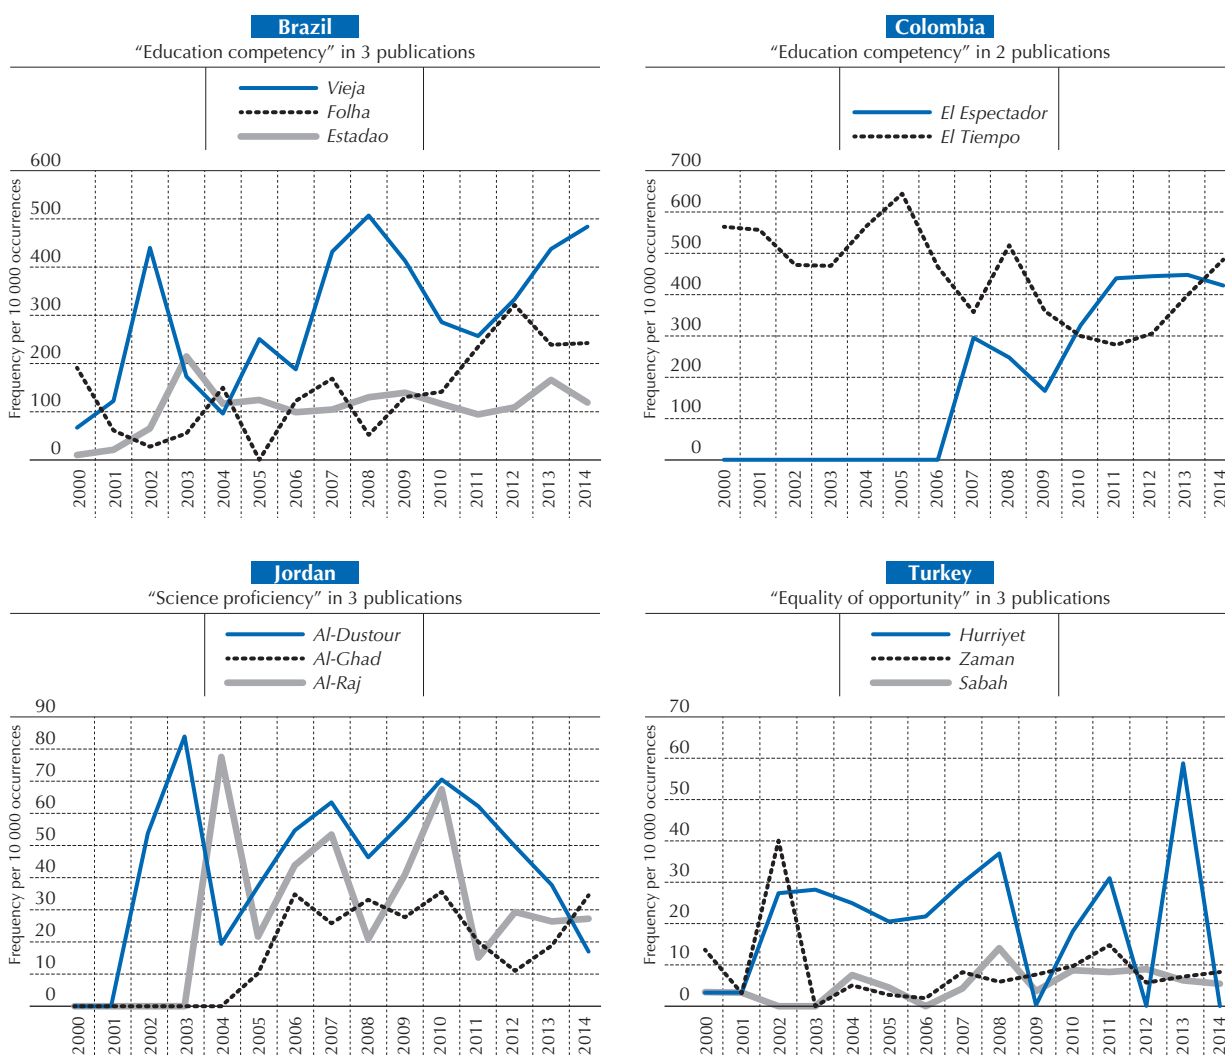 Brazil
“Education competency” in 3 publications
Vieja
Folha
Estadao
Frequency per 10 000 occurrences
600
500
400
300
200
100
0
2000 2001 2002 2003 2004 2005 2006 2007 2008 2009 2010 2011 2012 2013 2014
Colombia
“Education competency” in 2 publications
El Espectador
El Tiempo
Frequency per 10 000 occurrences
700
600
500
400
300
200
100
0
2000 2001 2002 2003 2004 2005 2006 2007 2008 2009 2010 2011 2012 2013 2014
Jordan
“Science proficiency” in 3 publications
Al-Dustour
Al-Ghad
Al-Raj
Frequency per 10 000 occurrences
90
80
70
60
50
40
30
20
10
0
2000 2001 2002 2003 2004 2005 2006 2007 2008 2009 2010 2011 2012 2013 2014
Turkey
“Equality of opportunity” in 3 publications
Hurriyet
Zaman
Sabah
Frequency per 10 000 occurrences
70
60
50
40
30
20
10
0
2000 2001 2002 2003 2004 2005 2006 2007 2008 2009 2010 2011 2012 2013 2014